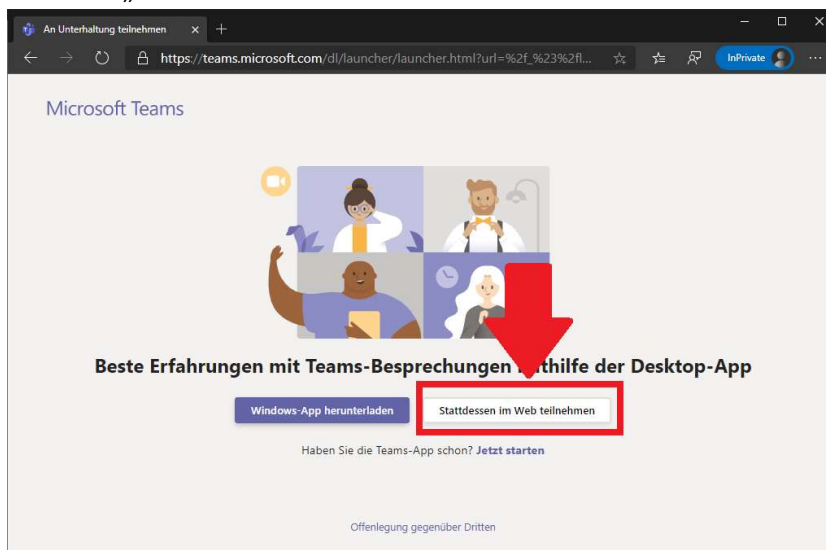 „
An Unterhaltung teilnehmen
https://teams.microsoft.com/dl/launcher/launcher.html?url=%2f_%23%2fl...
InPrivate
Microsoft Teams
Beste Erfahrungen mit Teams-Besprechungen der Desktop-App
Windows-App herunterladen
Stattdessen im Web teilnehmen
Haben Sie die Teams-App schon? Jetzt starten
Offenlegung gegenüber Dritten